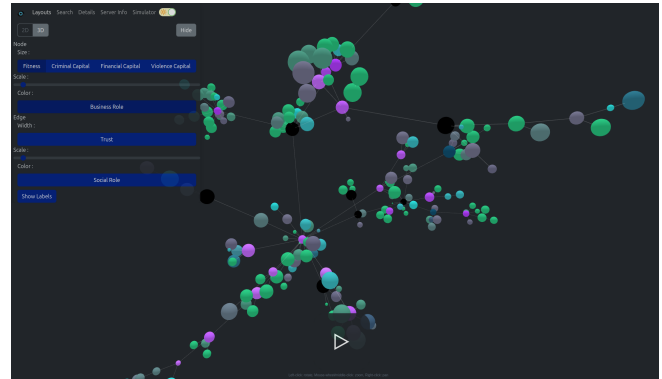 Layouts Search Details Server Info Simulator
2D 3D Hide
Node
Size :
Fitness Criminal Capital Financial Capital Violence Capital
Scale :
Color :
Business Role
Edge
Width :
Trust
Scale :
Color :
Social Role
Show Labels